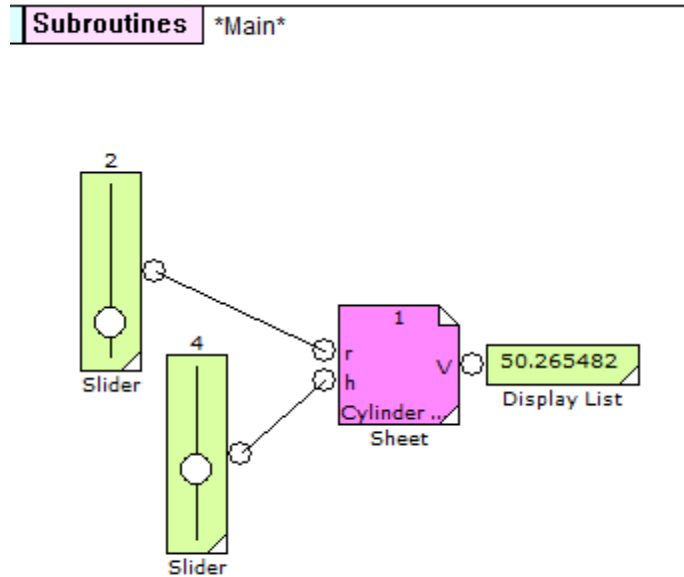 Subroutines *Main*
2
Slider
4
Slider
1
r
h
V
Cylinder ...
Sheet
50.265482
Display List